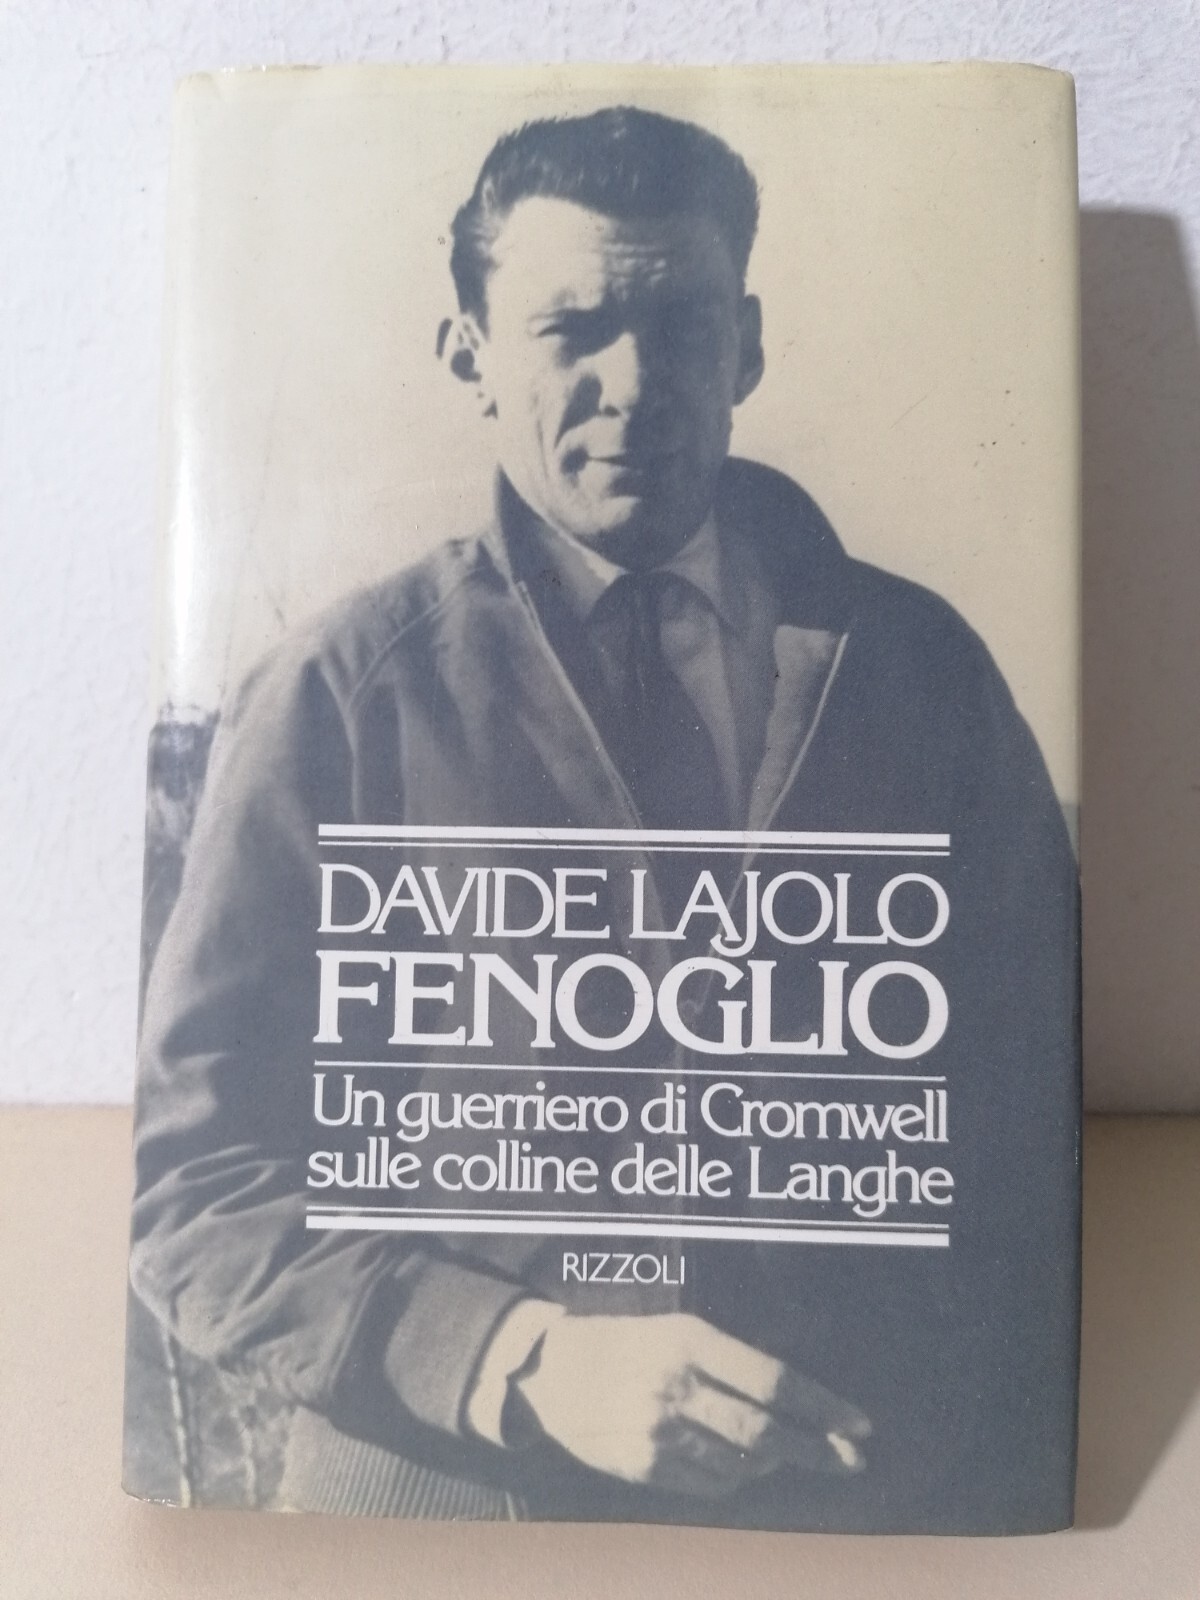 DAVIDE LAJOLO
FENOGLIO
Un guerriero di Cromwell
sulle colline delle Langhe
RIZZOLI